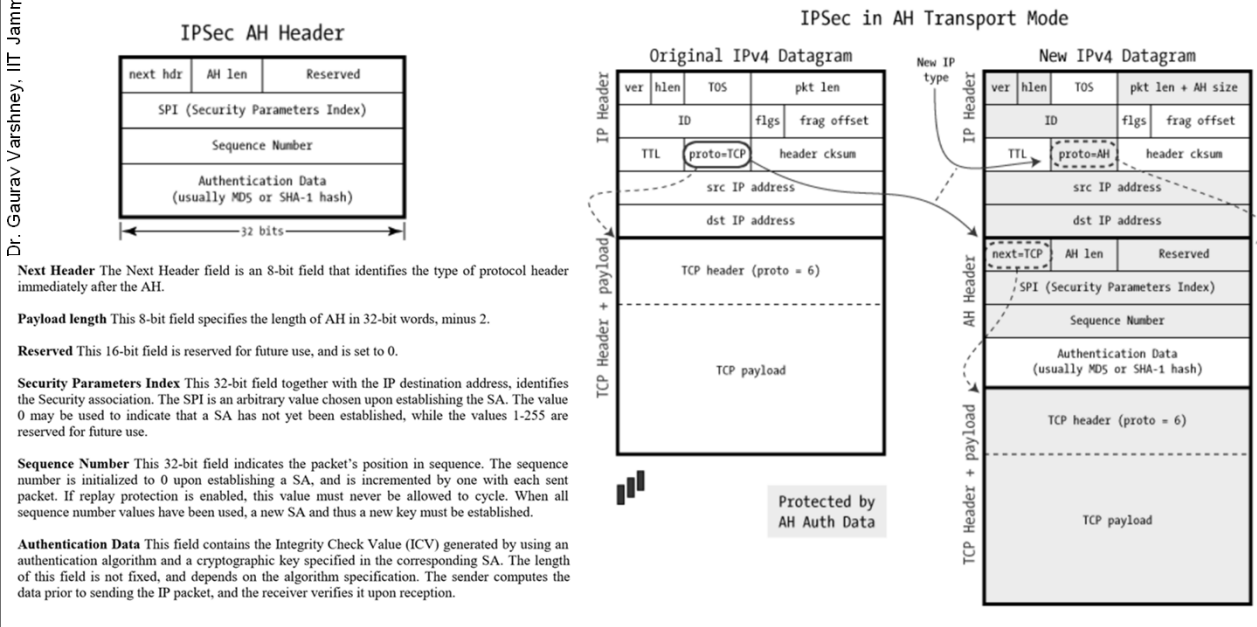 Dr. Gaurav Varshney, IIT Jamm
IPSec AH Header
next hdr AH len Reserved
SPI (Security Parameters Index)
Sequence Number
Authentication Data
(usually MD5 or SHA-1 hash)
32 bits
Next Header The Next Header field is an 8-bit field that identifies the type of protocol header
immediately after the AH.
Payload length This 8-bit field specifies the length of AH in 32-bit words, minus 2.
Reserved This 16-bit field is reserved for future use, and is set to 0.
Security Parameters Index This 32-bit field together with the IP destination address, identifies
the Security association. The SPI is an arbitrary value chosen upon establishing the SA. The value
0 may be used to indicate that a SA has not yet been established, while the values 1-255 are
reserved for future use.
Sequence Number This 32-bit field indicates the packet's position in sequence. The sequence
number is initialized to 0 upon establishing a SA, and is incremented by one with each sent
packet. If replay protection is enabled, this value must never be allowed to cycle. When all
sequence number values have been used, a new SA and thus a new key must be established.
Authentication Data This field contains the Integrity Check Value (ICV) generated by using an
authentication algorithm and a cryptographic key specified in the corresponding SA. The length
of this field is not fixed, and depends on the algorithm specification. The sender computes the
data prior to sending the IP packet, and the receiver verifies it upon reception.
IPSec in AH Transport Mode
Original IPv4 Datagram
IP Header
ver hlen TOS pkt len
ID flgs frag offset
TTL proto=TCP header cksum
src IP address
dst IP address
TCP Header + payload
TCP header (proto = 6)
TCP payload
Protected by
AH Auth Data
New IP
type
New IPv4 Datagram
IP Header
ver hlen TOS pkt len + AH size
ID flgs frag offset
TTL proto=AH header cksum
src IP address
dst IP address
AH Header
next=TCP AH len Reserved
SPI (Security Parameters Index)
Sequence Number
Authentication Data
(usually MD5 or SHA-1 hash)
TCP Header + payload
TCP header (proto = 6)
TCP payload